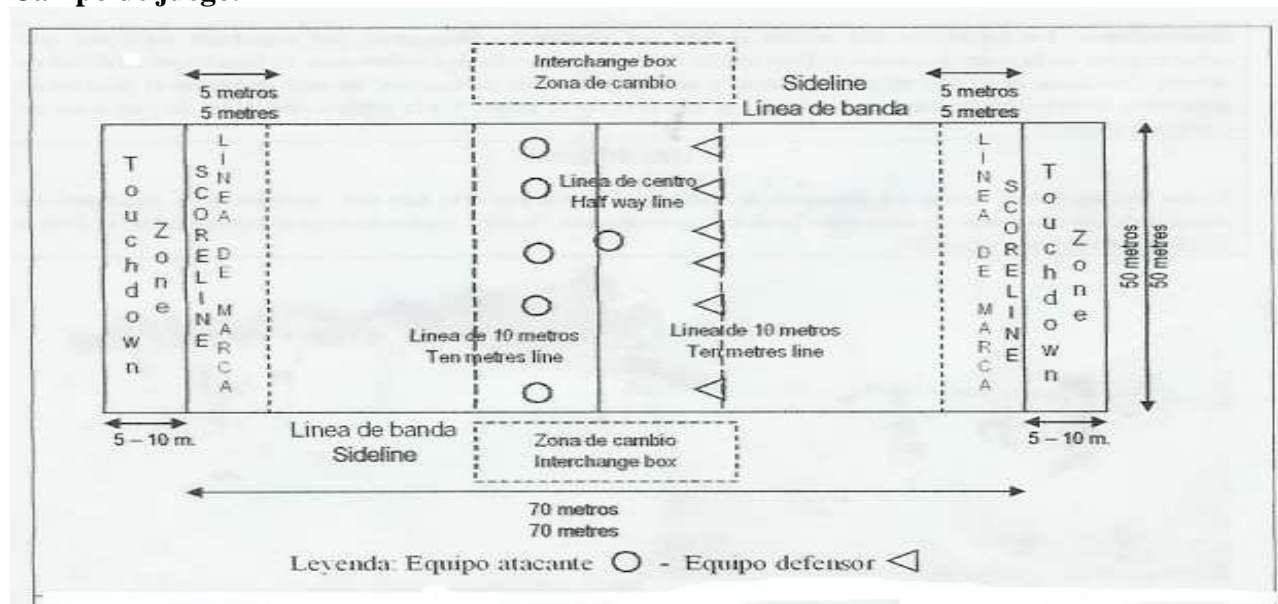 Campo de juego.
Interchange box
Zona de cambio
5 metros
5 metres
Sideline
Línea de banda
5 metros
5 metres
Touchdown
Zone
SCORELINE
LINEA DE MARCA
Línea de centro
Half way line
LINEA DE MARCA
SCORELINE
Touchdown
Zone
50 metros
50 metres
Línea de 10 metros
Ten metres line
Línea de 10 metros
Ten metres line
5 – 10 m.
Línea de banda
Sideline
Zona de cambio
Interchange box
5 – 10 m.
70 metros
70 metres
Leyenda: Equipo atacante - Equipo defensor